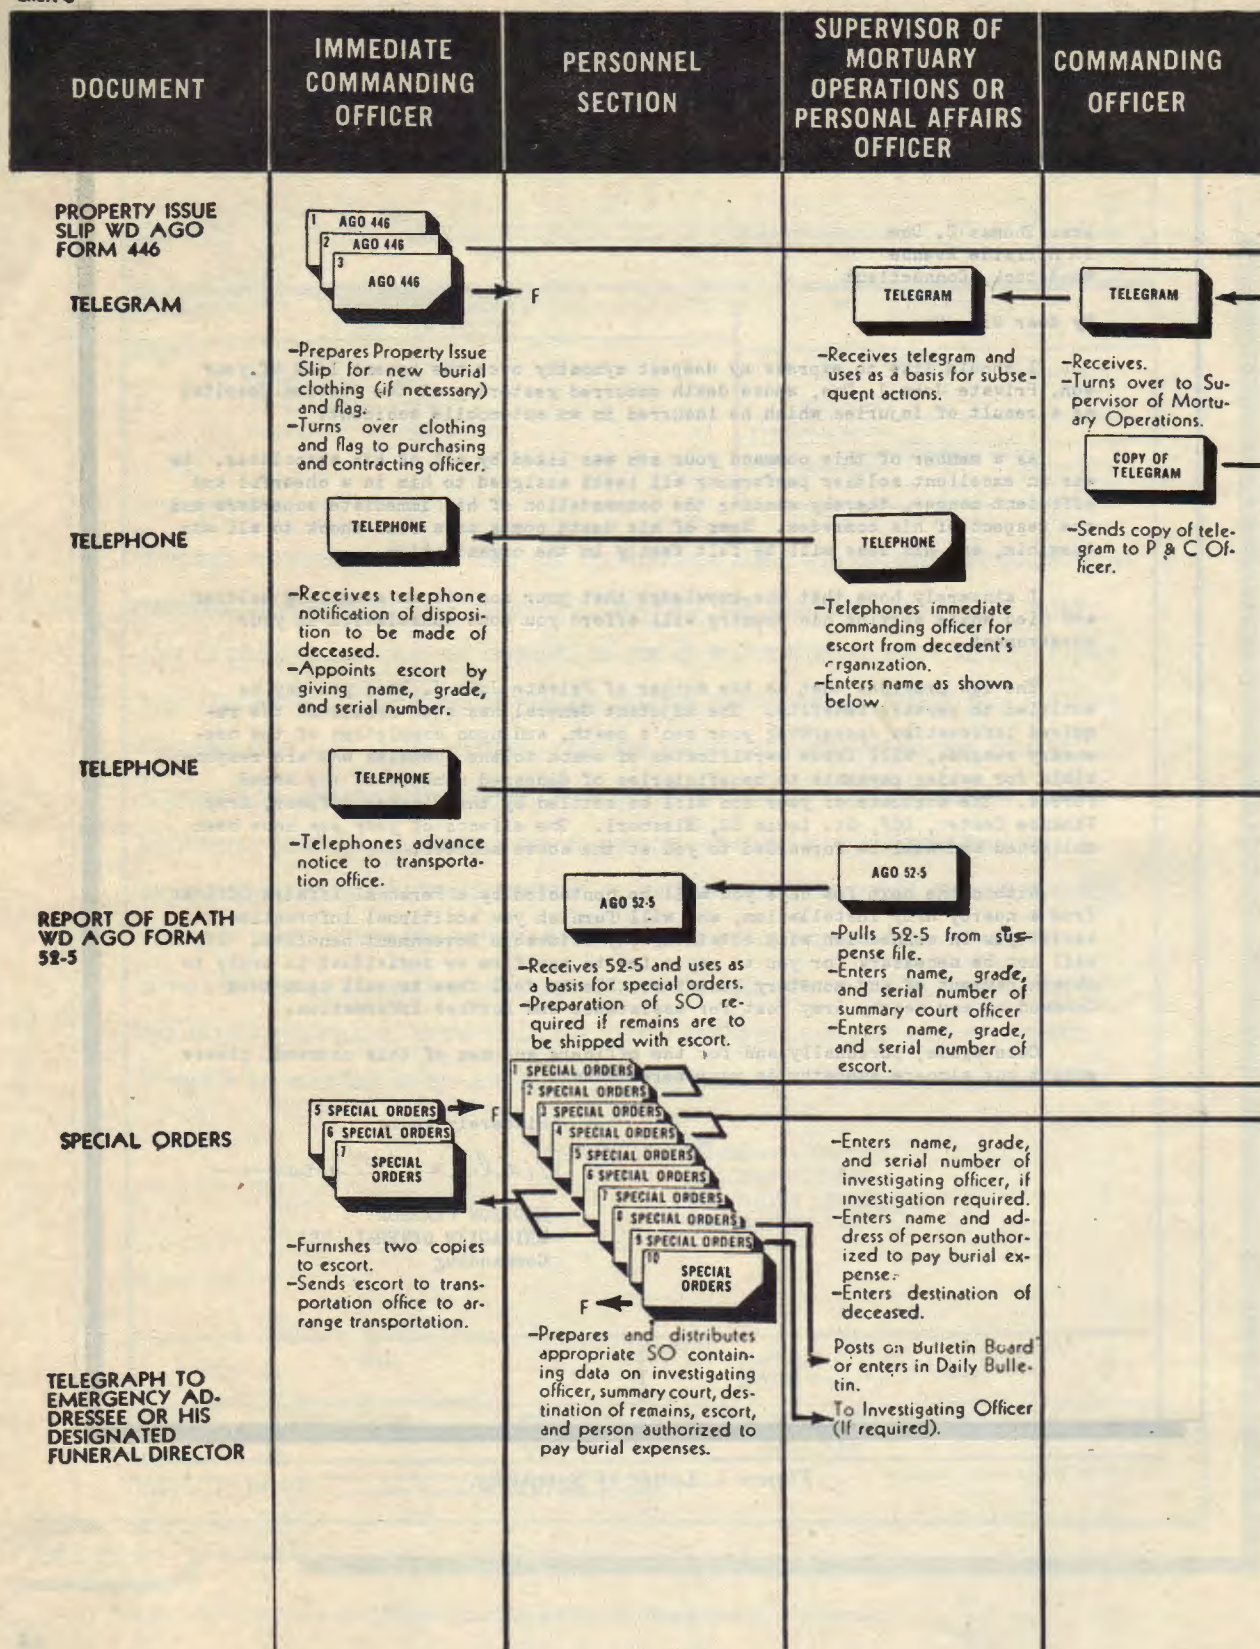 DOCUMENT
IMMEDIATE
COMMANDING
OFFICER
PERSONNEL
SECTION
SUPERVISOR OF
MORTUARY
OPERATIONS OR
PERSONAL AFFAIRS
OFFICER
COMMANDING
OFFICER
PROPERTY ISSUE
SLIP WD AGO
FORM 446
1 AGO 446
2 AGO 446
3
AGO 446
F
-Prepares Property Issue
Slip for new burial
clothing (if necessary)
and flag.
-Turns over clothing
and flag to purchasing
and contracting officer.
TELEGRAM
TELEGRAM
-Receives telegram and
uses as a basis for subse-
quent actions.
TELEGRAM
-Receives.
-Turns over to Su-
pervisor of Mortu-
ary Operations.
COPY OF
TELEGRAM
-Sends copy of tele-
gram to P & C Of-
ficer.
TELEPHONE
TELEPHONE
-Receives telephone
notification of disposi-
tion to be made of
deceased.
-Appoints escort by
giving name, grade,
and serial number.
TELEPHONE
-Telephones immediate
commanding officer for
escort from decedent's
rganization.
-Enters name as shown
below.
TELEPHONE
TELEPHONE
-Telephones advance
notice to transporta-
tion office.
REPORT OF DEATH
WD AGO FORM
52-5
AGO 52-5
-Receives 52-5 and uses as
a basis for special orders.
-Preparation of SO re-
quired if remains are to
be shipped with escort.
AGO 52-5
-Pulls 52-5 from sus-
pense file.
-Enters name, grade,
and serial number of
summary court officer
-Enters name, grade,
and serial number of
escort.
SPECIAL ORDERS
5 SPECIAL ORDERS
F
6 SPECIAL ORDERS
7
SPECIAL
ORDERS
-Furnishes two copies
to escort.
-Sends escort to trans-
portation office to ar-
range transportation.
1 SPECIAL ORDERS
2 SPECIAL ORDERS
3 SPECIAL ORDERS
4 SPECIAL ORDERS
5 SPECIAL ORDERS
6 SPECIAL ORDERS
7 SPECIAL ORDERS
8 SPECIAL ORDERS
9 SPECIAL ORDERS
10
SPECIAL
ORDERS
F
-Prepares and distributes
appropriate SO contain-
ing data on investigating
officer, summary court, des-
tination of remains, escort,
and person authorized to
pay burial expenses.
-Enters name, grade,
and serial number of
investigating officer, if
investigation required.
-Enters name and ad-
dress of person author-
ized to pay burial ex-
pense.
-Enters destination of
deceased.
Posts on Bulletin Board
or enters in Daily Bulle-
tin.
To Investigating Officer
(If required).
TELEGRAPH TO
EMERGENCY AD-
DRESSEE OR HIS
DESIGNATED
FUNERAL DIRECTOR